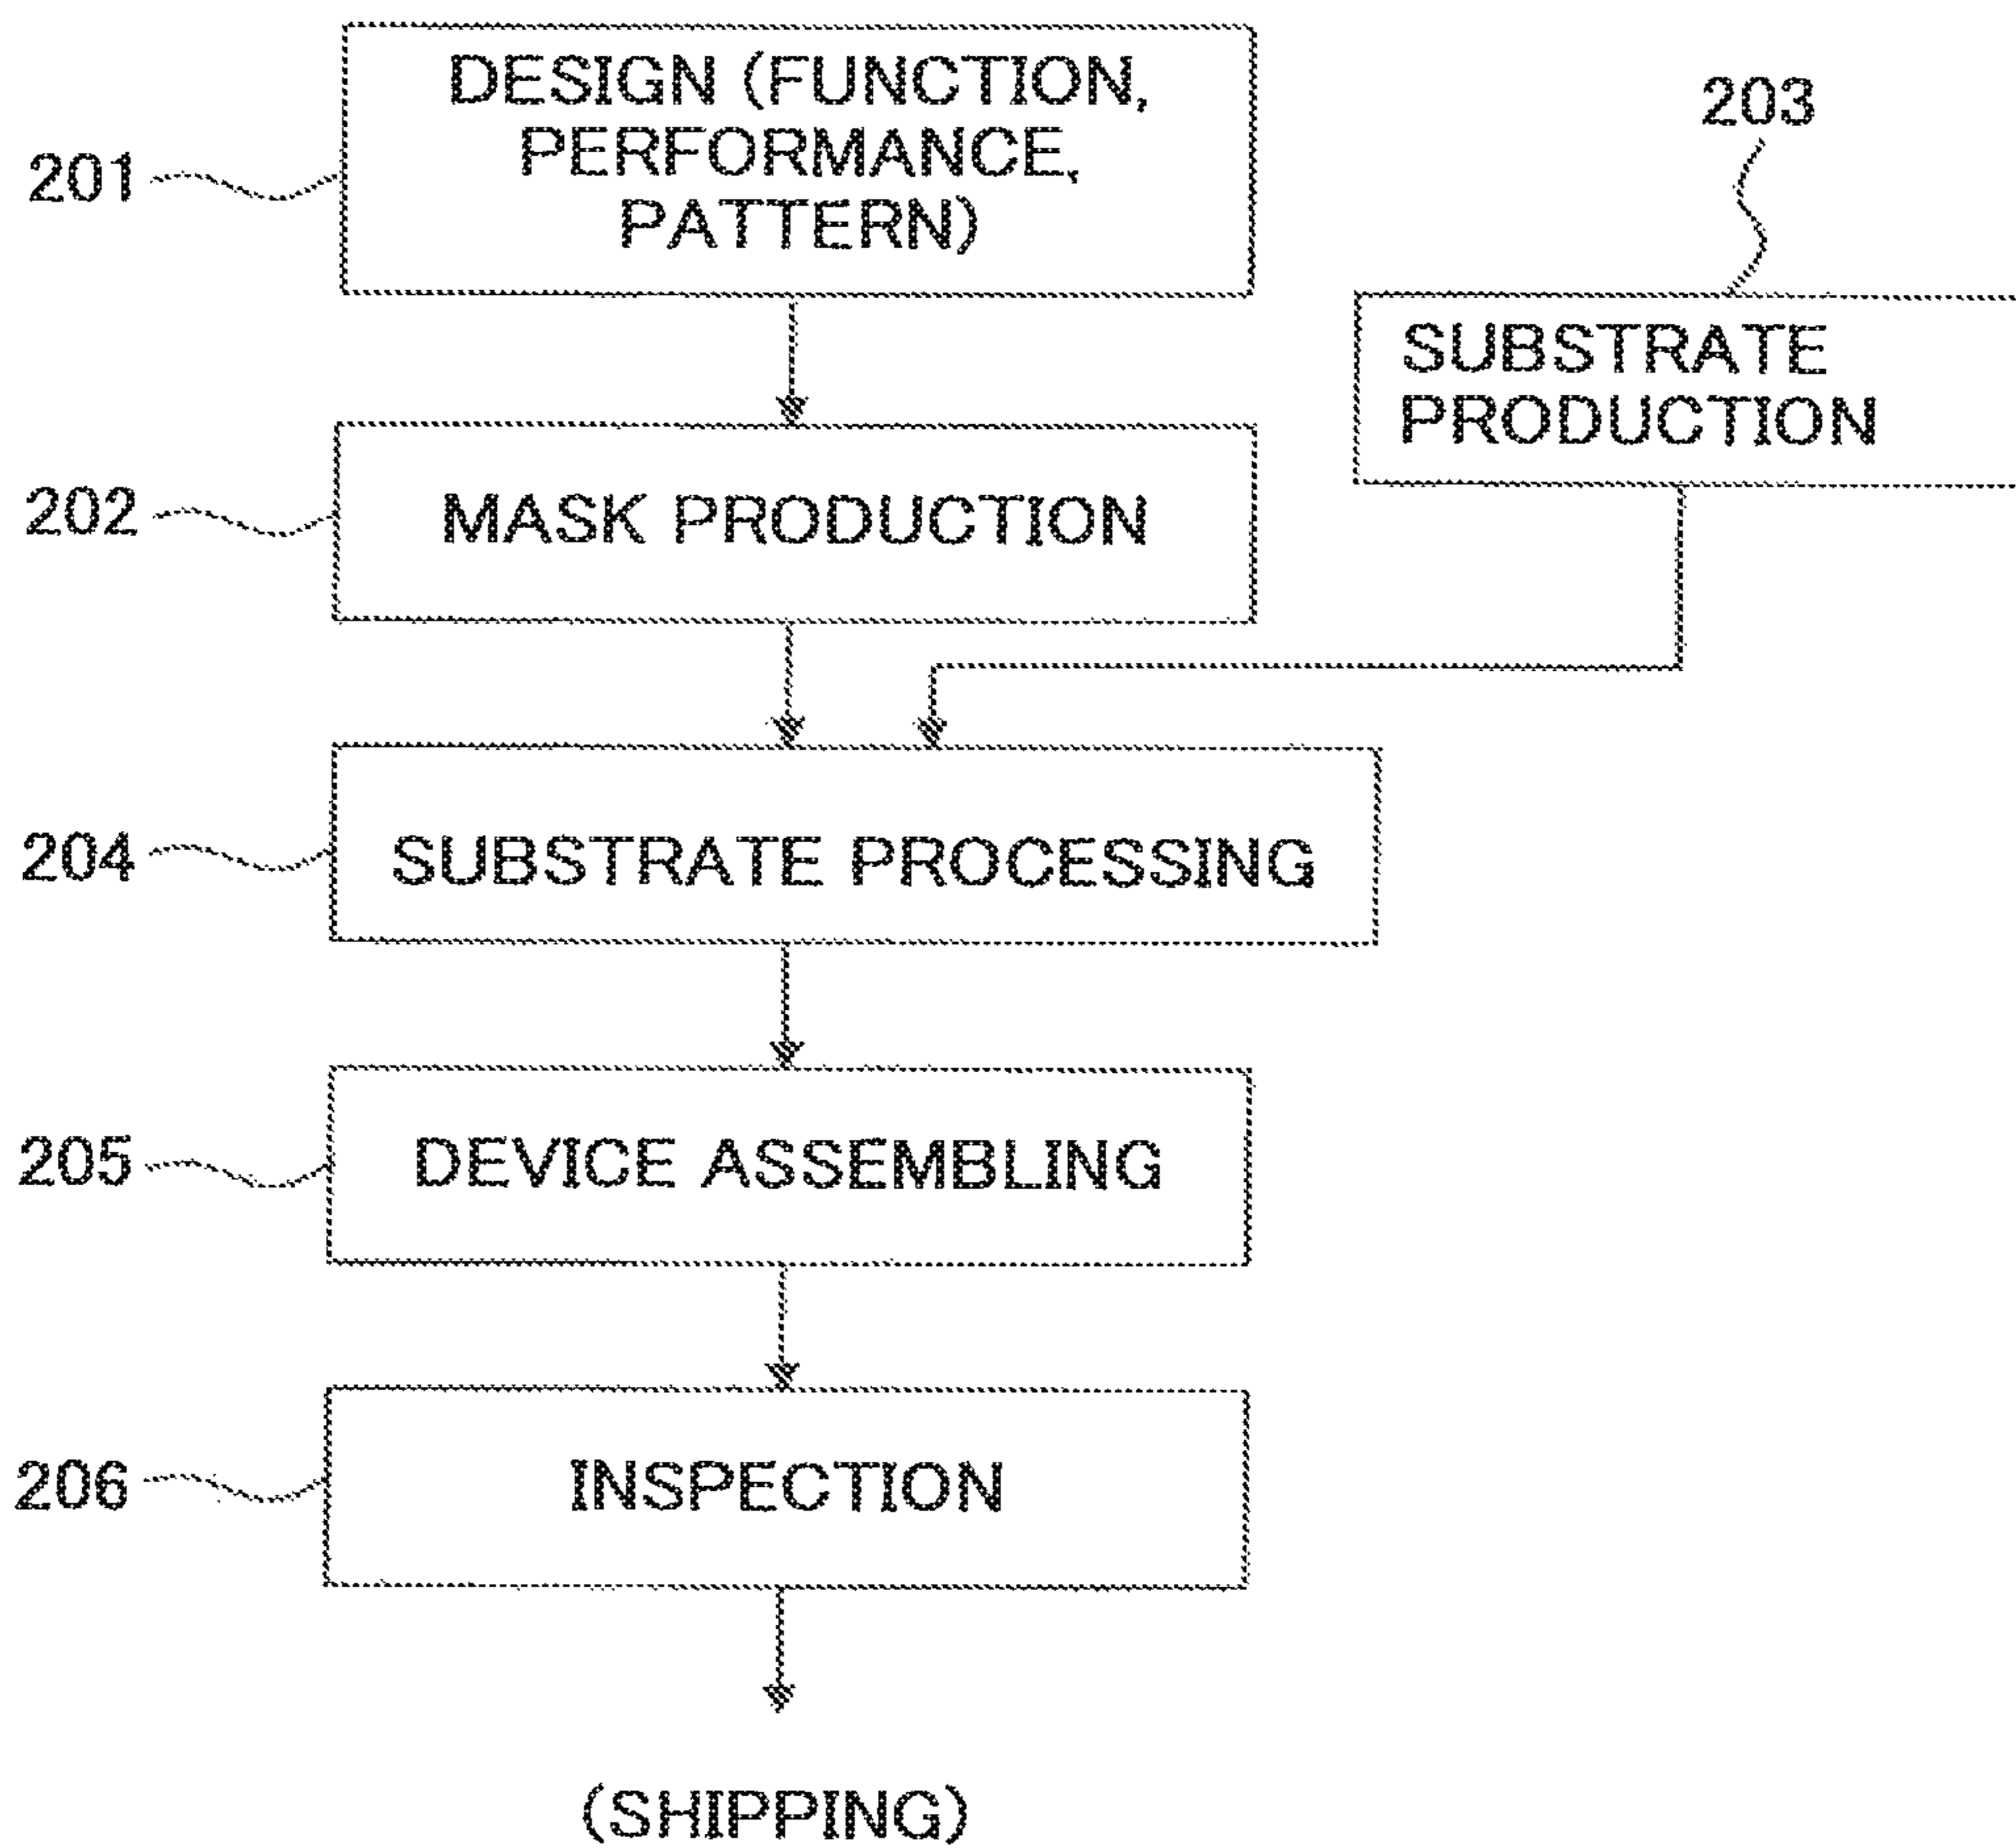 201
DESIGN (FUNCTION,
PERFORMANCE,
PATTERN)
203
SUBSTRATE
PRODUCTION
202
MASK PRODUCTION
204
SUBSTRATE PROCESSING
205
DEVICE ASSEMBLING
206
INSPECTION
(SHIPPING)